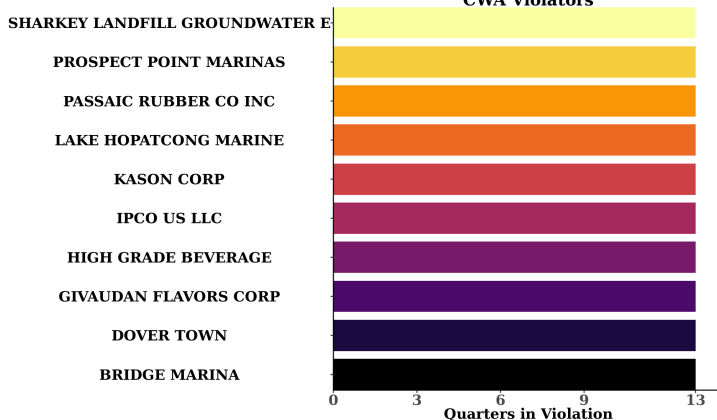 CWA Violators
SHARKEY LANDFILL GROUNDWATER E
PROSPECT POINT MARINAS
PASSAIC RUBBER CO INC
LAKE HOPATCONG MARINE
KASON CORP
IPCO US LLC
HIGH GRADE BEVERAGE
GIVAUDAN FLAVORS CORP
DOVER TOWN
BRIDGE MARINA
0 3 6 9 13
Quarters in Violation